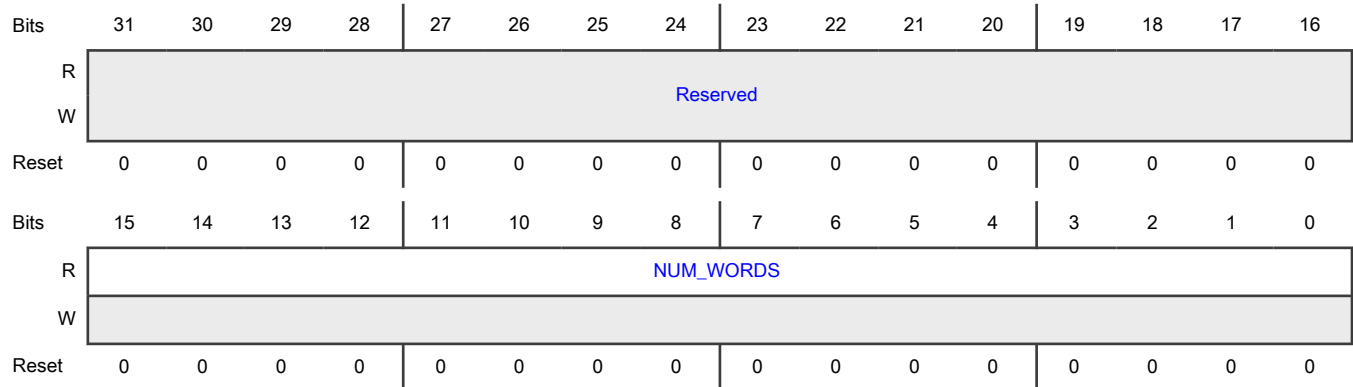 Bits 31 30 29 28 27 26 25 24 23 22 21 20 19 18 17 16
R
Reserved
W
Reset 0 0 0 0 0 0 0 0 0 0 0 0 0 0 0 0
Bits 15 14 13 12 11 10 9 8 7 6 5 4 3 2 1 0
R NUM_WORDS
W
Reset 0 0 0 0 0 0 0 0 0 0 0 0 0 0 0 0